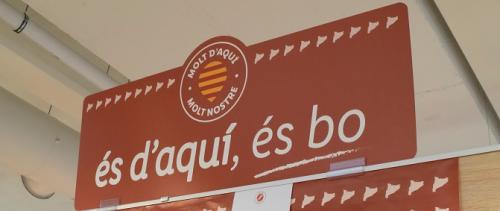 MOLT D'AQUÍ
MOLT NOSTRE
és d'aquí, és bo